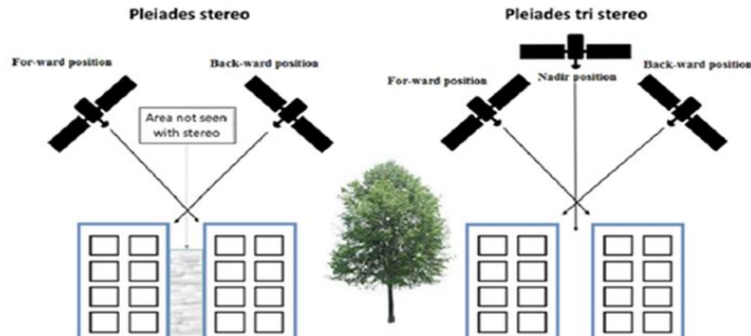 Pleiades stereo
For-ward position
Back-ward position
Area not seen
with stereo
Pleiades tri stereo
Nadir position
For-ward position
Back-ward position